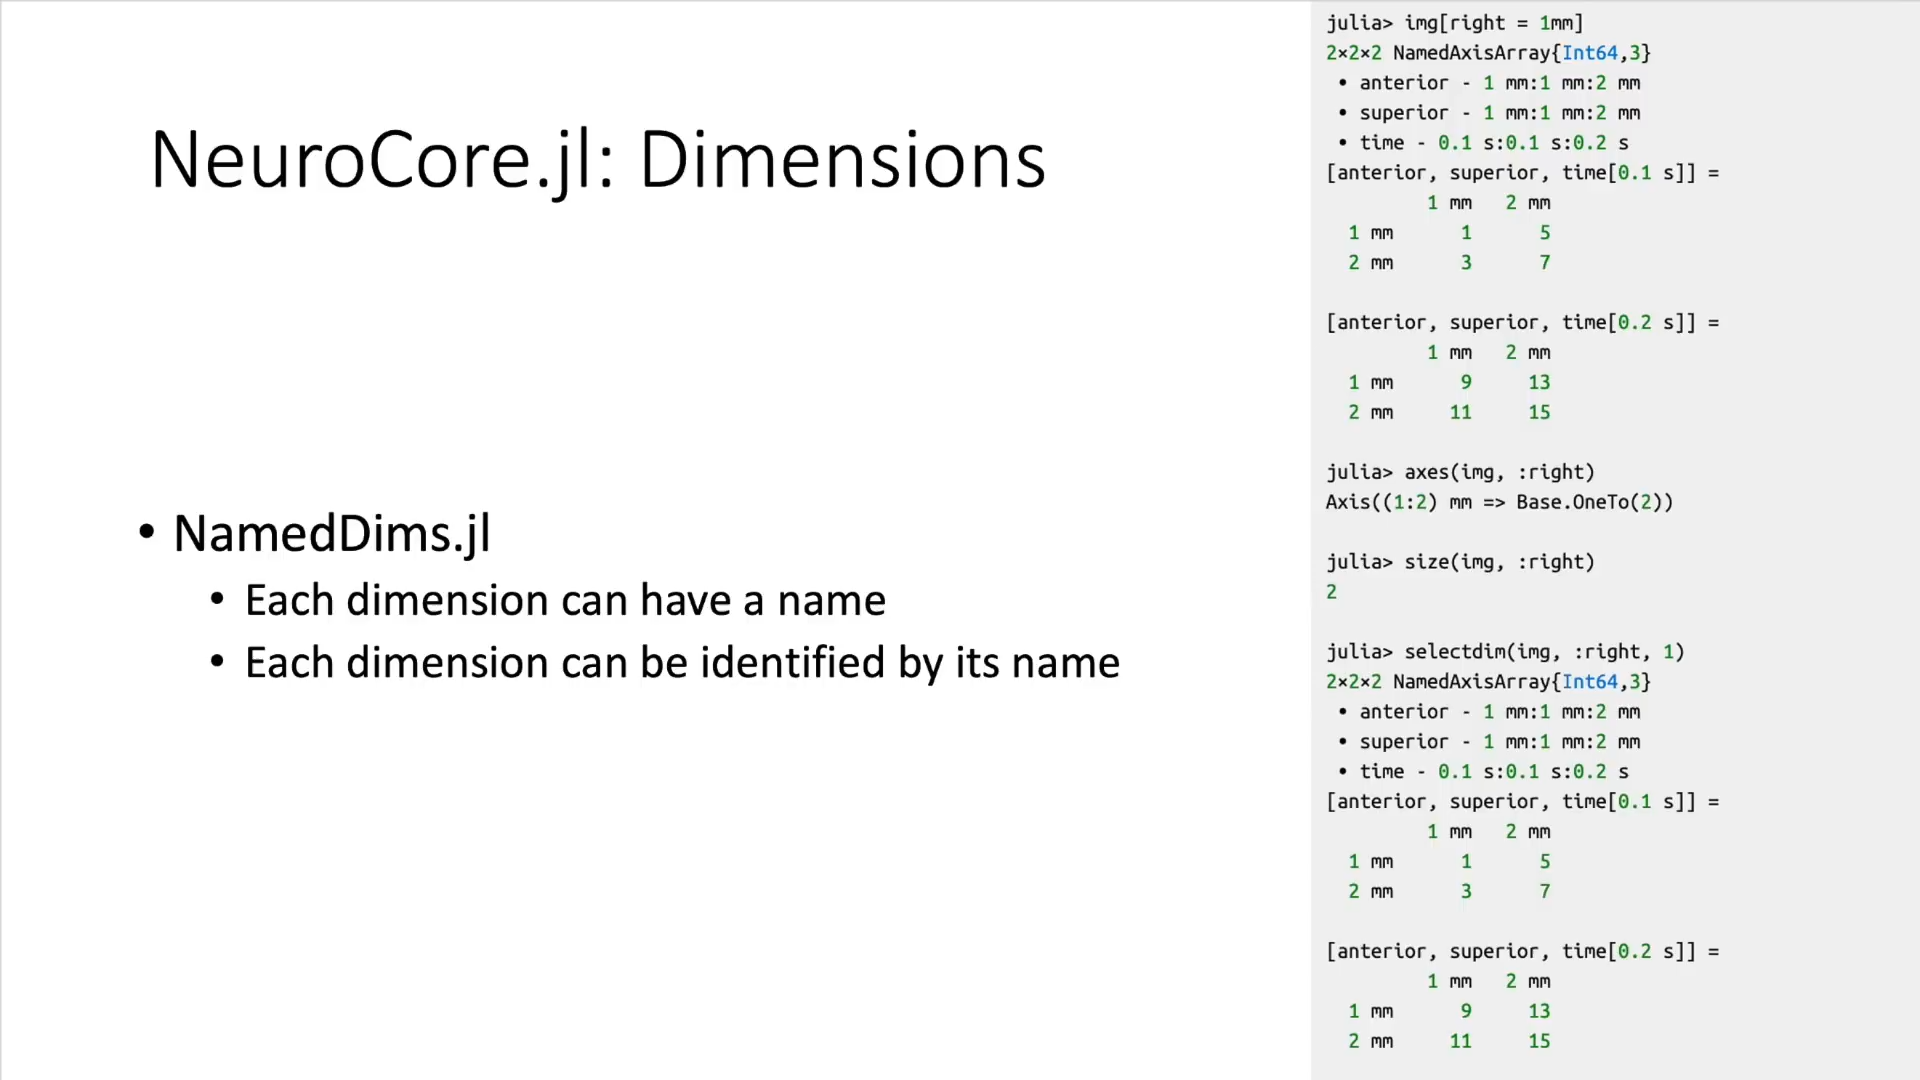 NeuroCore.jl: Dimensions
• NamedDims.jl
• Each dimension can have a name
• Each dimension can be identified by its name
julia> img[right = 1mm]
2×2×2 NamedAxisArray{Int64,3}
• anterior - 1 mm:1 mm:2 mm
• superior - 1 mm:1 mm:2 mm
• time - 0.1 s:0.1 s:0.2 s
[anterior, superior, time[0.1 s]] =
1 mm 2 mm
1 mm 1 5
2 mm 3 7
[anterior, superior, time[0.2 s]] =
1 mm 2 mm
1 mm 9 13
2 mm 11 15
julia> axes(img, :right)
Axis((1:2) mm => Base.OneTo(2))
julia> size(img, :right)
2
julia> selectdim(img, :right, 1)
2×2×2 NamedAxisArray{Int64,3}
• anterior - 1 mm:1 mm:2 mm
• superior - 1 mm:1 mm:2 mm
• time - 0.1 s:0.1 s:0.2 s
[anterior, superior, time[0.1 s]] =
1 mm 2 mm
1 mm 1 5
2 mm 3 7
[anterior, superior, time[0.2 s]] =
1 mm 2 mm
1 mm 9 13
2 mm 11 15